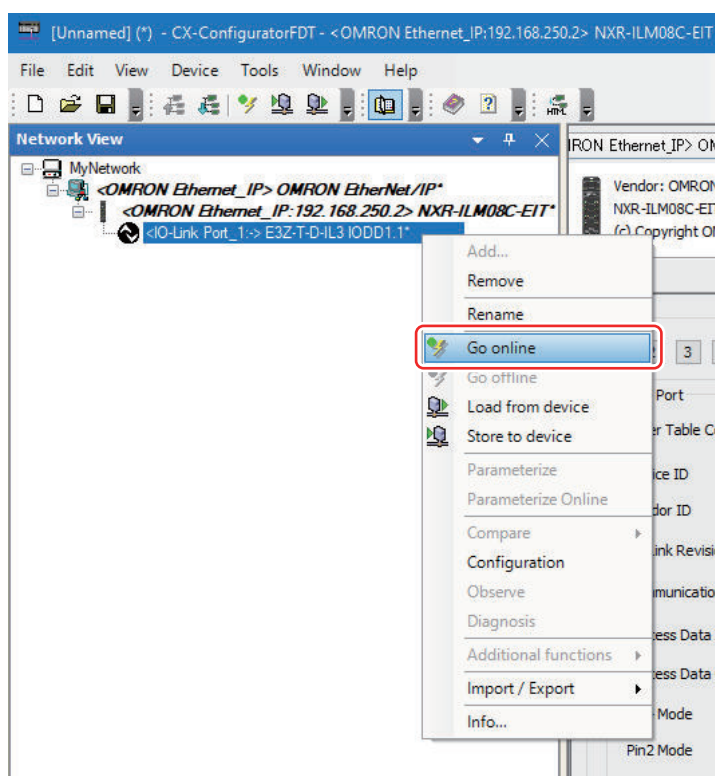 [Unnamed] (*) - CX-ConfiguratorFDT - <OMRON Ethernet_IP:192.168.250.2> NXR-ILM08C-EIT
File Edit View Device Tools Window Help
Network View
MyNetwork
<OMRON Ethernet_IP> OMRON EtherNet/IP*
<OMRON Ethernet_IP:192.168.250.2> NXR-ILM08C-EIT*
<IO-Link Port_1:-> E3Z-T-D-IL3 IODD1.1*
Add...
Remove
Rename
Go online
Go offline
Load from device
Store to device
Parameterize
Parameterize Online
Compare
Configuration
Observe
Diagnosis
Additional functions
Import / Export
Info...
RON Ethernet_IP> OM
Vendor: OMRON
NXR-ILM08C-EIT
(c) Copyright OM
3
Port
er Table C
ice ID
dor ID
ink Revisi
munication
ess Data
ess Data
Mode
Pin2 Mode